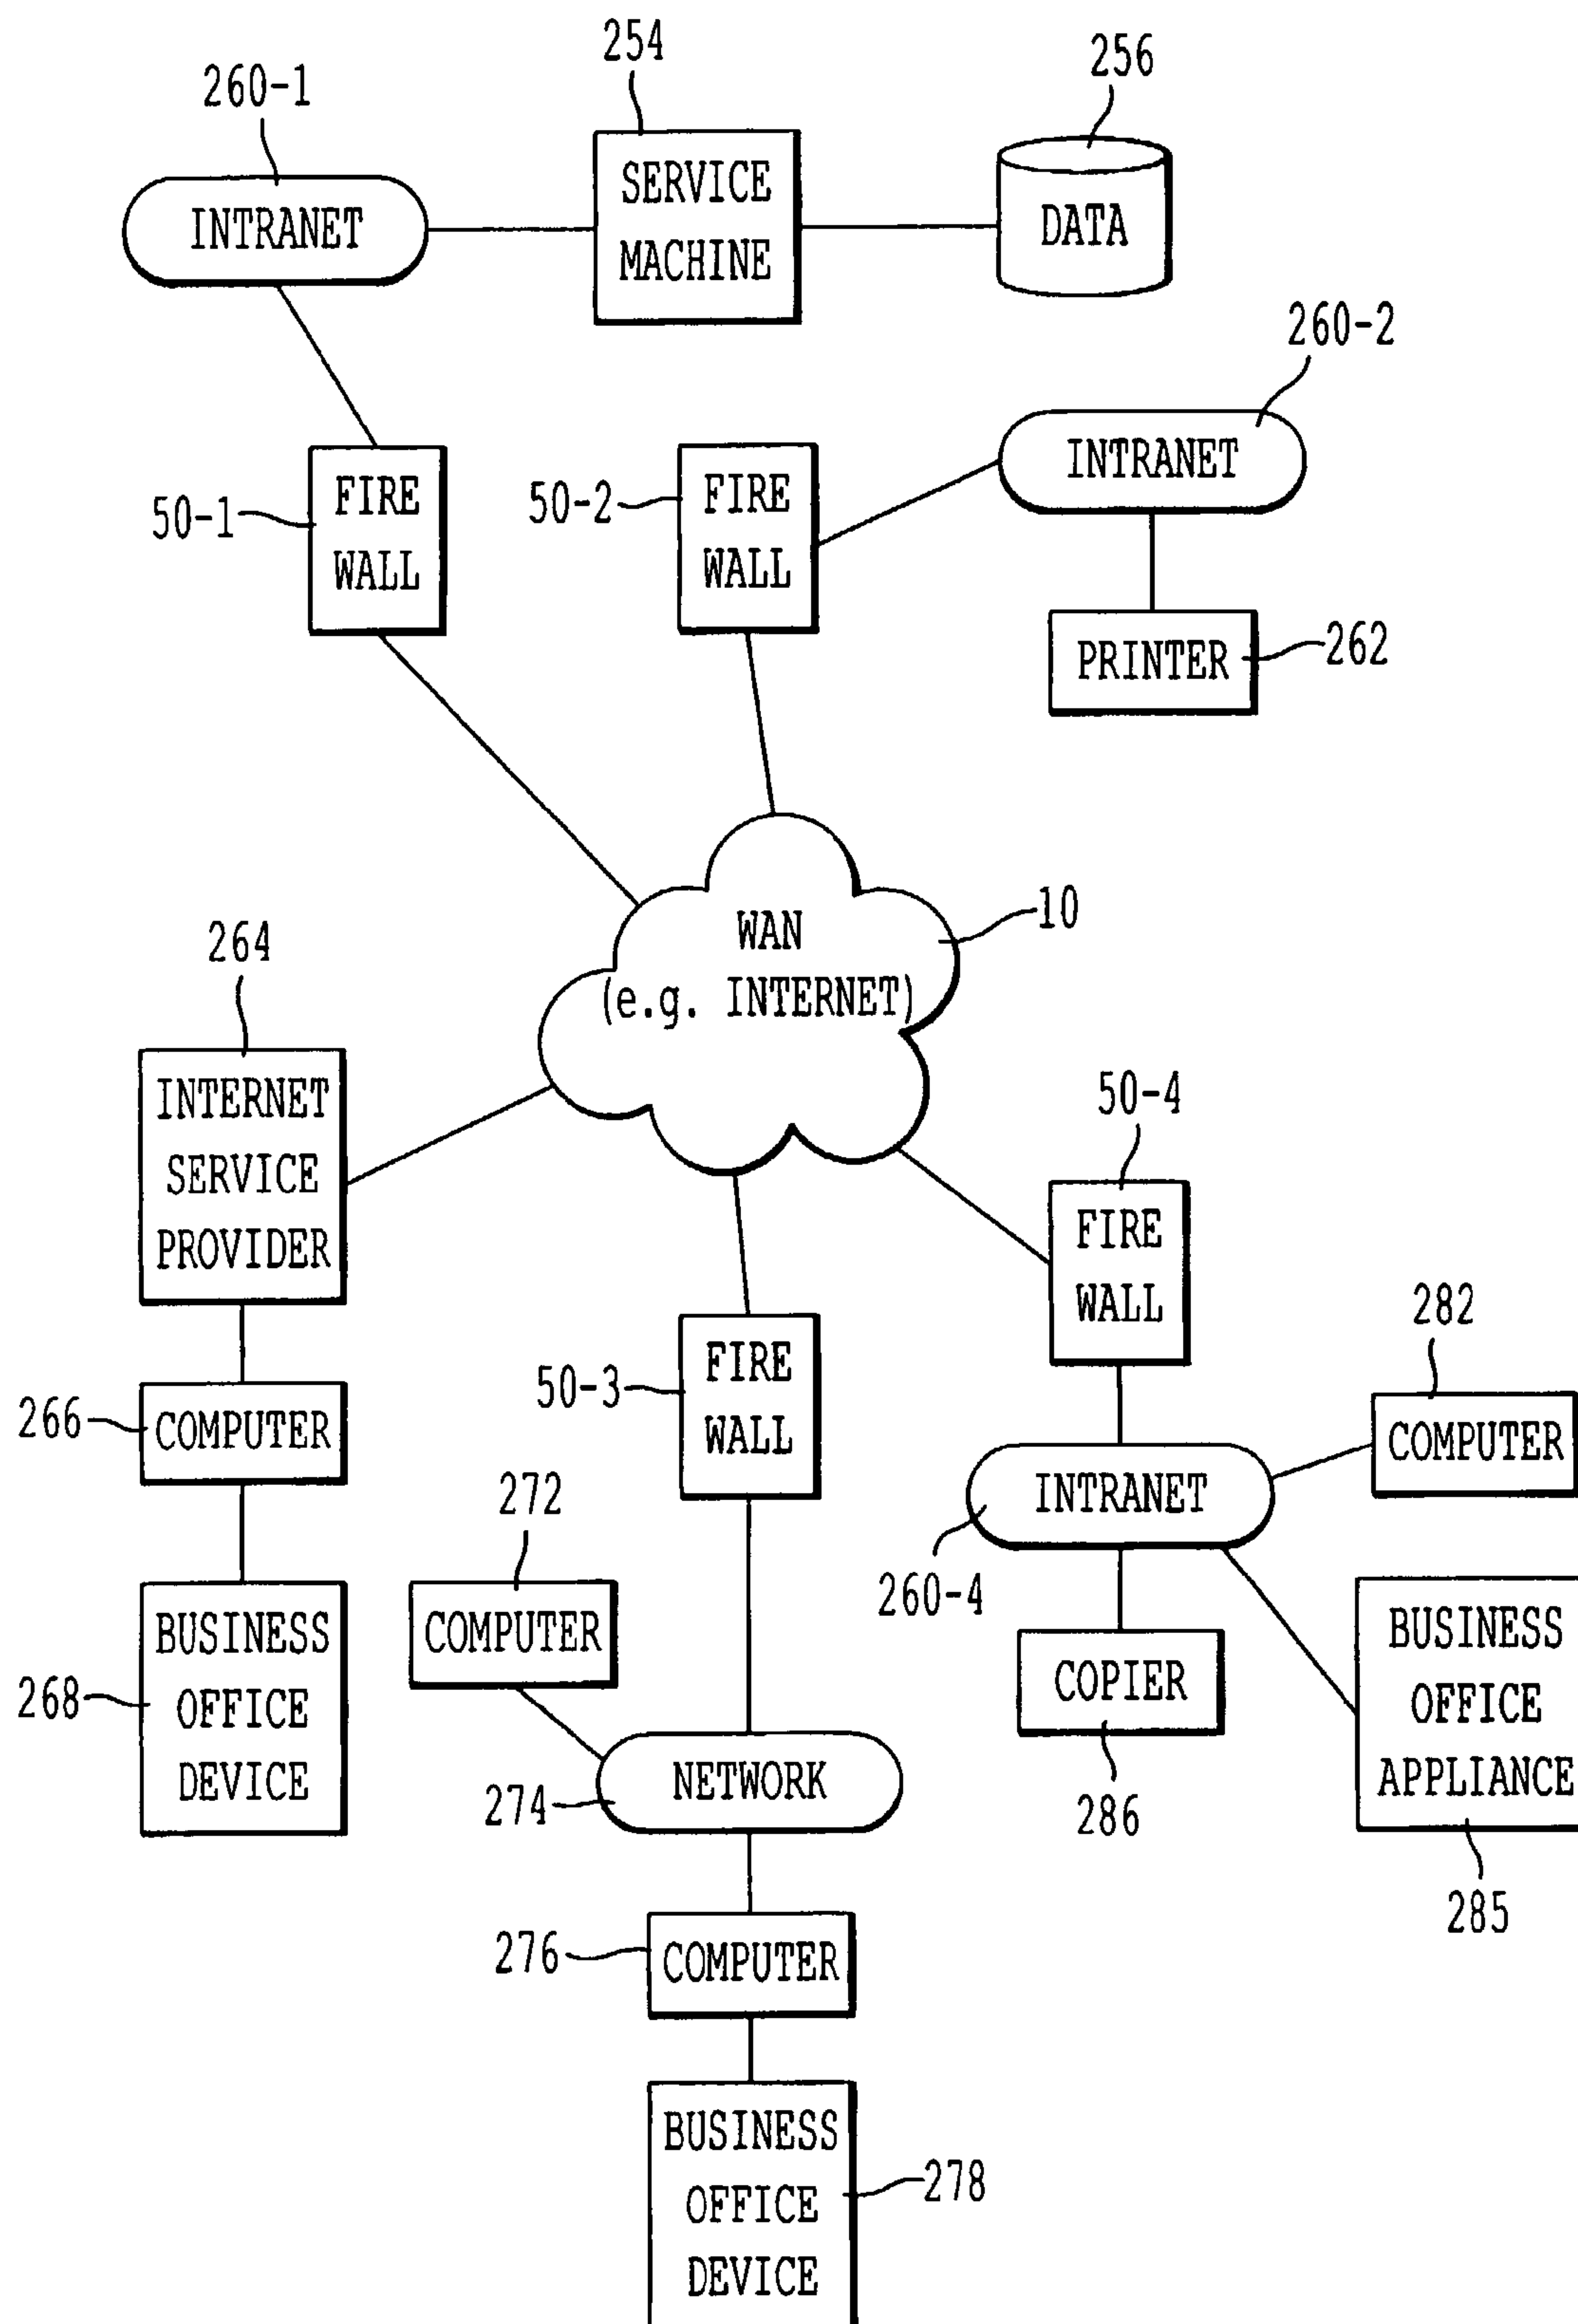 254
256
260-1
SERVICE
MACHINE
INTRANET
DATA
260-2
INTRANET
FIRE
WALL
50-1
FIRE
WALL
50-2
PRINTER
262
10
WAN
(e.g. INTERNET)
264
INTERNET
SERVICE
PROVIDER
50-4
FIRE
WALL
282
COMPUTER
50-3
FIRE
WALL
266
COMPUTER
272
COMPUTER
INTRANET
260-4
BUSINESS
OFFICE
DEVICE
268
COPIER
286
BUSINESS
OFFICE
APPLIANCE
285
NETWORK
274
276
COMPUTER
BUSINESS
OFFICE
DEVICE
278